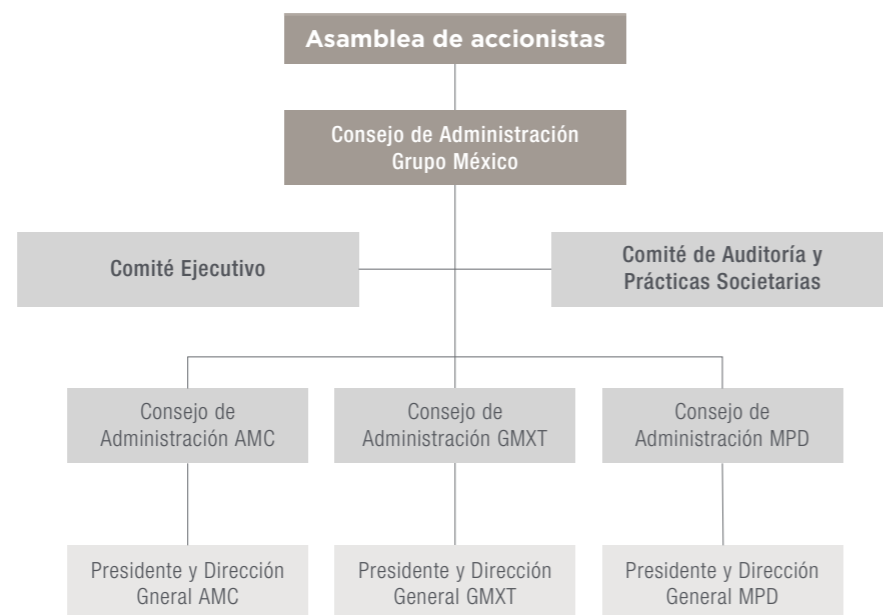 Asamblea de accionistas
Consejo de Administración
Grupo México
Comité Ejecutivo
Comité de Auditoría y
Prácticas Societarias
Consejo de
Administración AMC
Consejo de
Administración GMXT
Consejo de
Administración MPD
Presidente y Dirección
Gneral AMC
Presidente y Dirección
General GMXT
Presidente y Dirección
General MPD